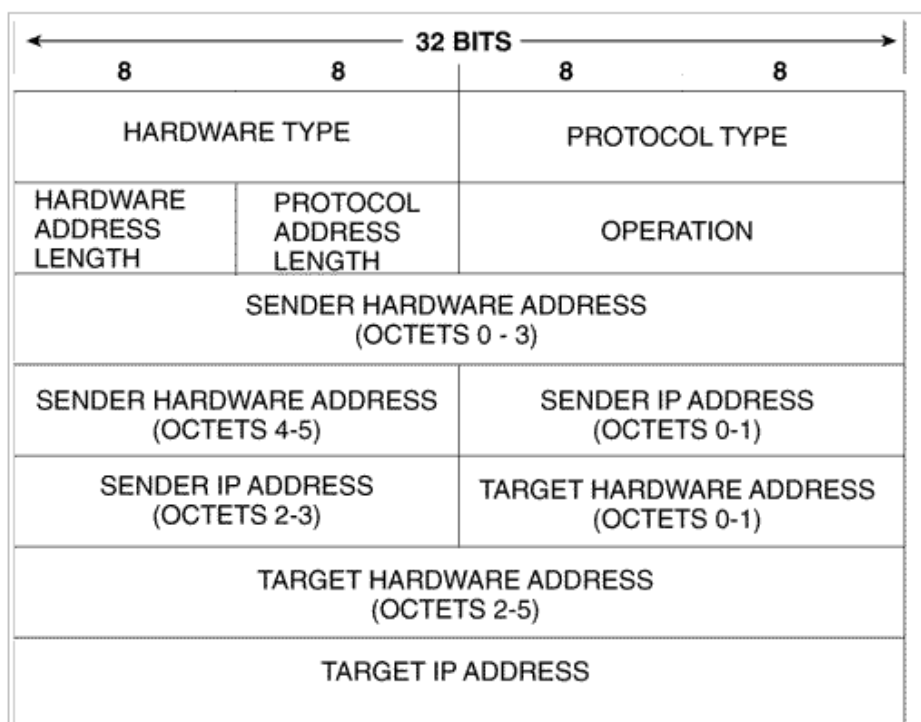 32 BITS
8 8 8 8
HARDWARE TYPE PROTOCOL TYPE
HARDWARE
ADDRESS
LENGTH
PROTOCOL
ADDRESS
LENGTH
OPERATION
SENDER HARDWARE ADDRESS
(OCTETS 0 - 3)
SENDER HARDWARE ADDRESS
(OCTETS 4-5)
SENDER IP ADDRESS
(OCTETS 0-1)
SENDER IP ADDRESS
(OCTETS 2-3)
TARGET HARDWARE ADDRESS
(OCTETS 0-1)
TARGET HARDWARE ADDRESS
(OCTETS 2-5)
TARGET IP ADDRESS